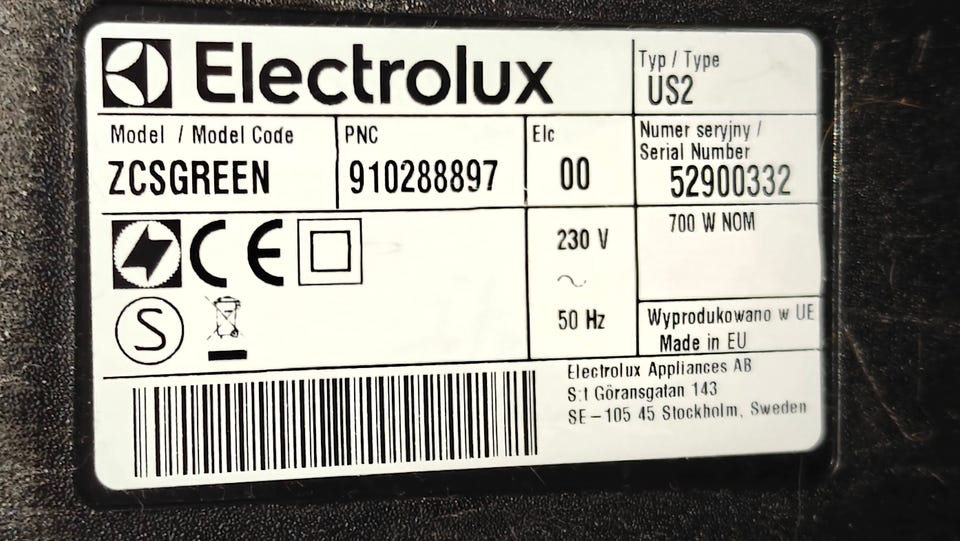 Electrolux
Typ / Type
US2
Model / Model Code
ZCSGREEN
PNC
910288897
Elc
00
Numer seryjny /
Serial Number
52900332
CE
230 V
~
50 Hz
700 W NOM
S
Wyprodukowano w UE
Made in EU
Electrolux Appliances AB
S:t Göransgatan 143
SE-105 45 Stockholm, Sweden